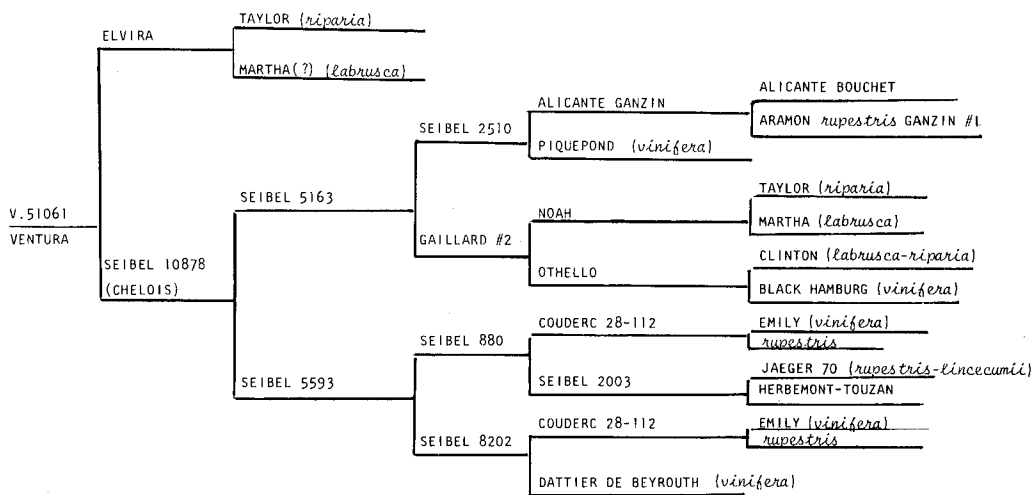 TAYLOR (riparia)
ELVIRA
MARTHA(?) (labrusca)
ALICANTE BOUCHET
ALICANTE GANZIN
ARAMON rupestris GANZIN #1
SEIBEL 2510
PIQUEPOND (vinifera)
SEIBEL 5163
TAYLOR (riparia)
NOAH
MARTHA (labrusca)
GAILLARD #2
CLINTON (labrusca-riparia)
OTHELLO
BLACK HAMBURG (vinifera)
V.51061
VENTURA
SEIBEL 10878
(CHELOIS)
COUDERC 28-112
EMILY (vinifera)
rupestris
SEIBEL 880
JAEGER 70 (rupestris-lincecumii)
SEIBEL 2003
HERBEMONT-TOUZAN
SEIBEL 5593
COUDERC 28-112
EMILY (vinifera)
rupestris
SEIBEL 8202
DATTIER DE BEYROUTH (vinifera)